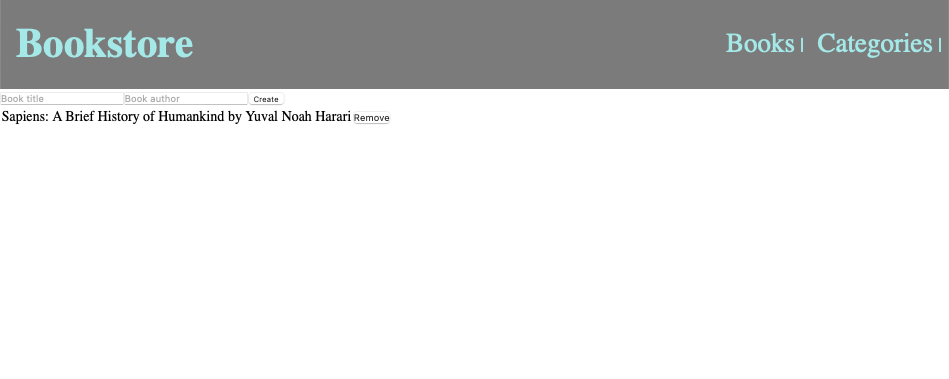 Bookstore
Books | Categories |
Book title Book author Create
Sapiens: A Brief History of Humankind by Yuval Noah Harari Remove